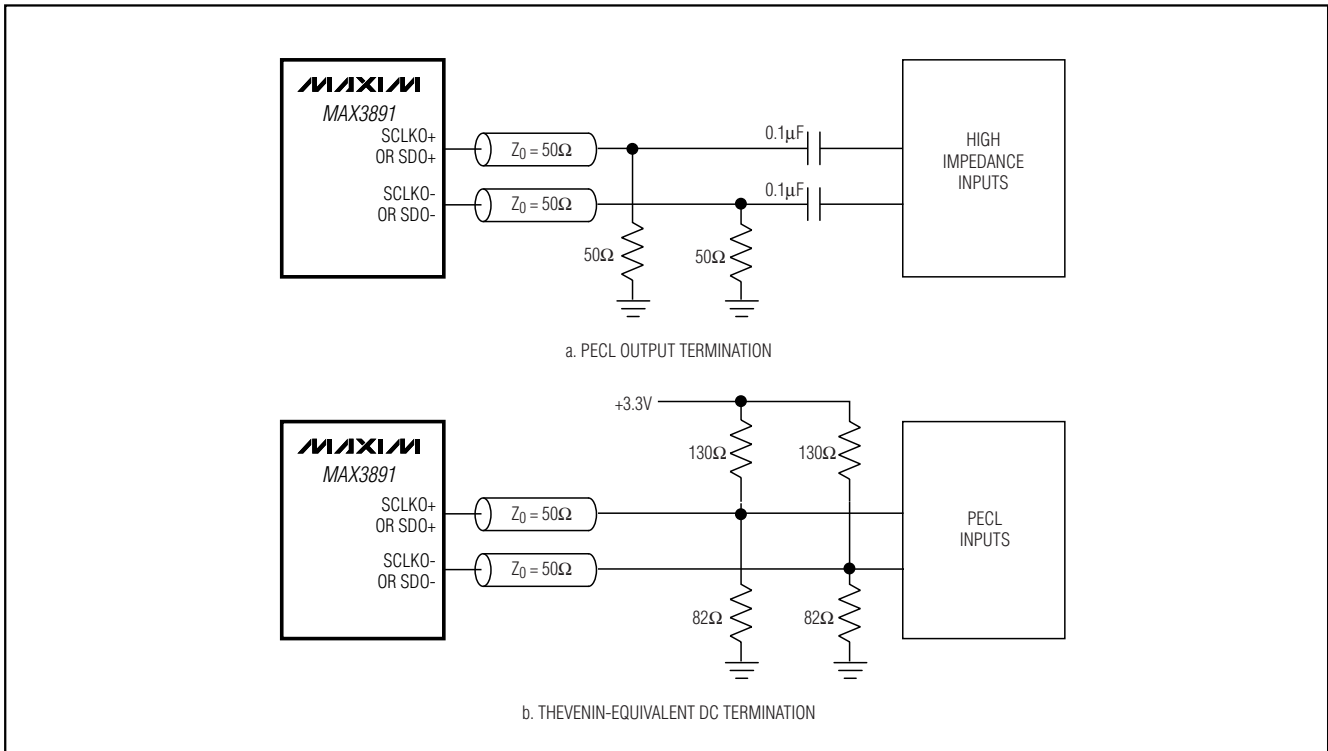 MAXIM
MAX3891
SCLKO+
OR SDO+
SCLKO-
OR SDO-
Z0 = 50Ω
Z0 = 50Ω
0.1μF
0.1μF
50Ω
50Ω
HIGH
IMPEDANCE
INPUTS
a. PECL OUTPUT TERMINATION
+3.3V
MAXIM
MAX3891
SCLKO+
OR SDO+
SCLKO-
OR SDO-
Z0 = 50Ω
Z0 = 50Ω
130Ω
130Ω
82Ω
82Ω
PECL
INPUTS
b. THEVENIN-EQUIVALENT DC TERMINATION